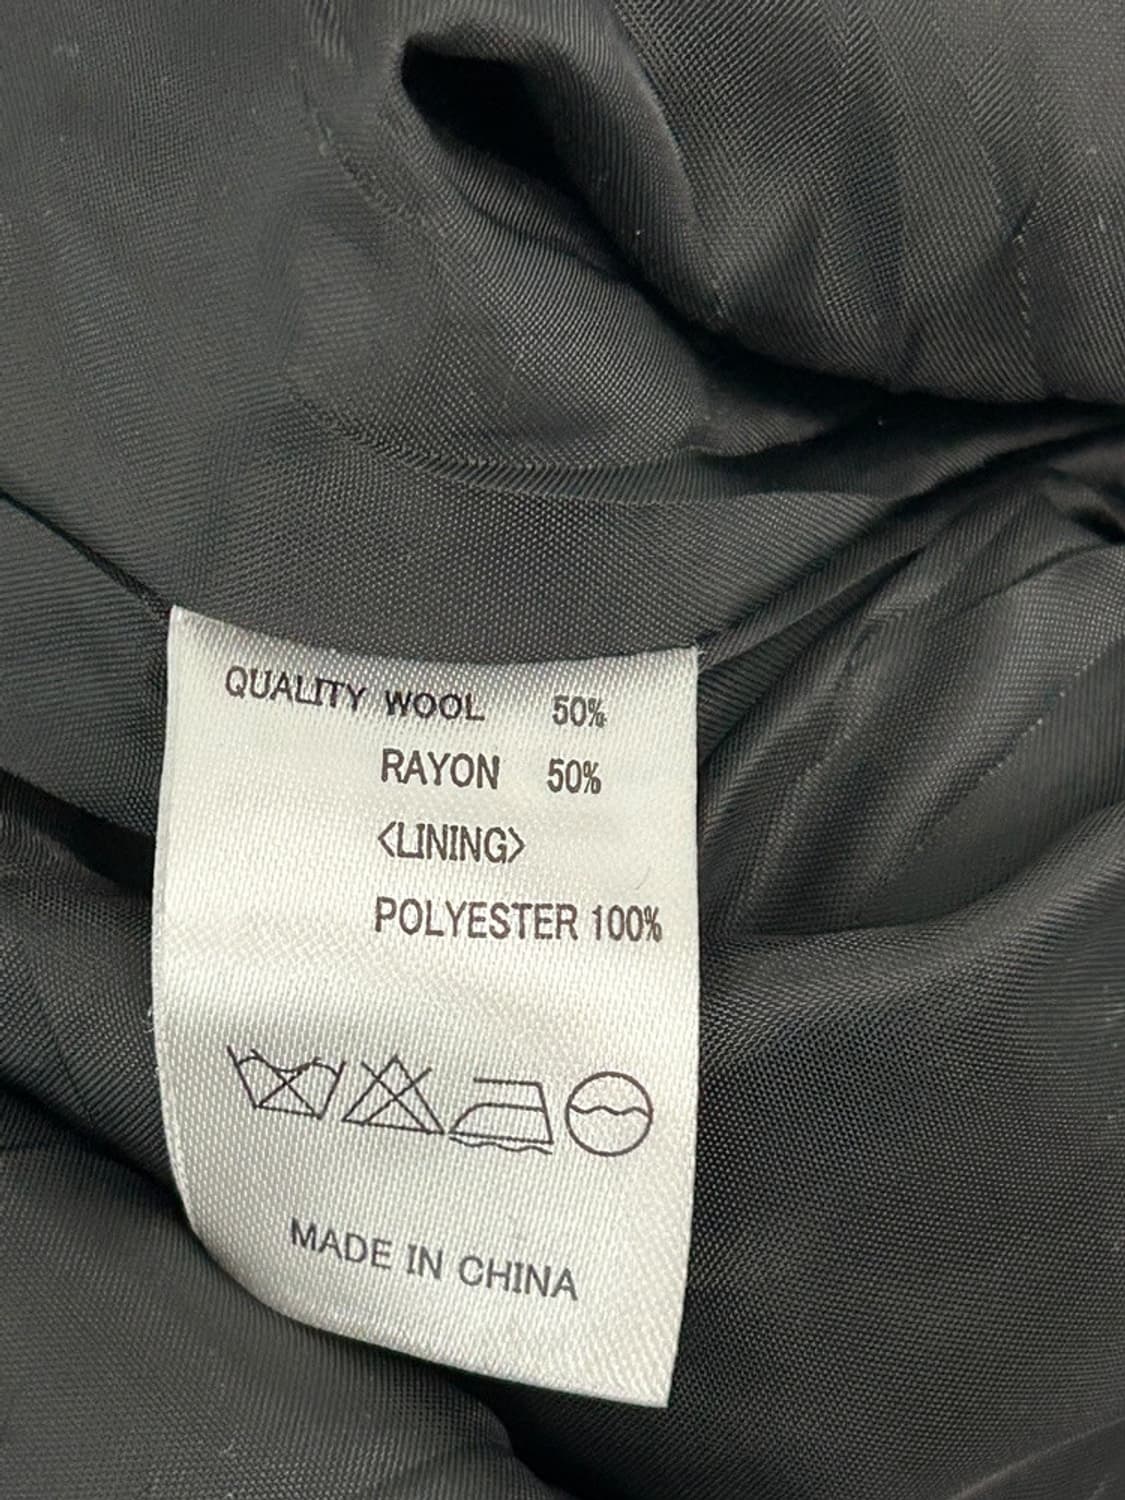 QUALITY WOOL 50%
RAYON 50%
<LINING>
POLYESTER 100%
MADE IN CHINA